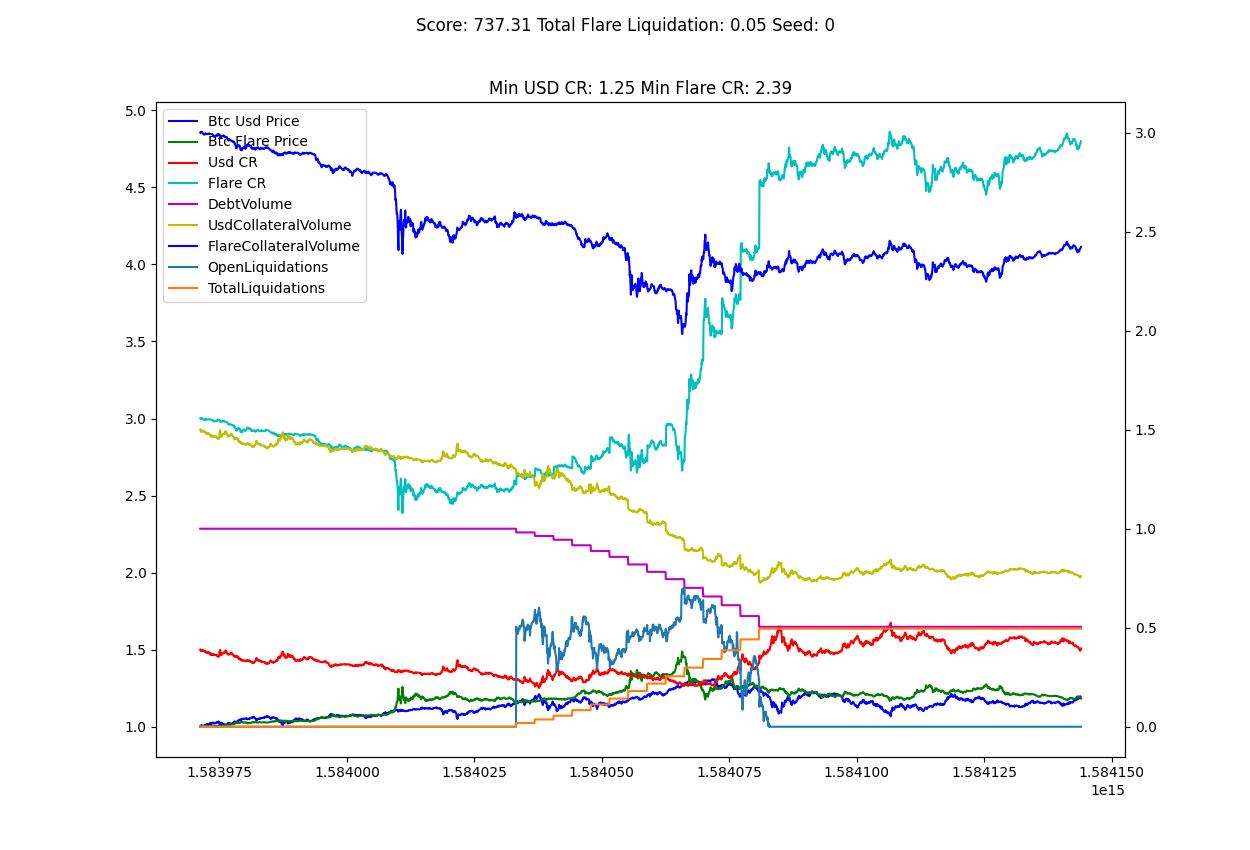 Score: 737.31 Total Flare Liquidation: 0.05 Seed: 0
Min USD CR: 1.25 Min Flare CR: 2.39
5.0
4.5
4.0
3.5
3.0
2.5
2.0
1.5
1.0
Btc Usd Price
Btc Flare Price
Usd CR
Flare CR
DebtVolume
UsdCollateralVolume
FlareCollateralVolume
OpenLiquidations
TotalLiquidations
3.0
2.5
2.0
1.5
1.0
0.5
0.0
1.583975 1.584000 1.584025 1.584050 1.584075 1.584100 1.584125 1.584150
1e15